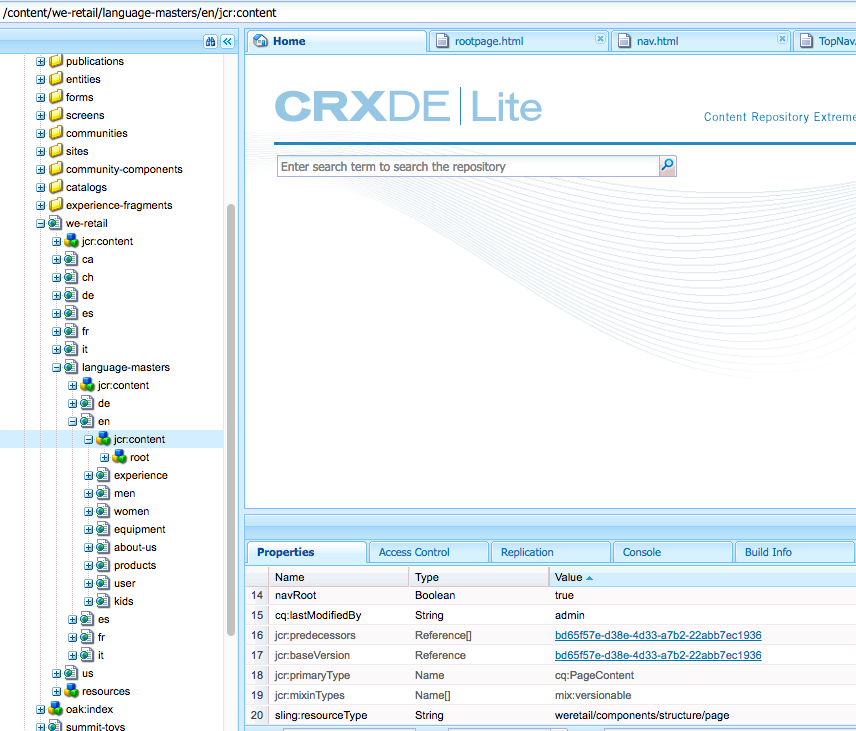 /content/we-retail/language-masters/en/jcr:content
publications
entities
forms
screens
communities
sites
community-components
catalogs
experience-fragments
we-retail
jcr:content
ca
ch
de
es
fr
it
language-masters
jcr:content
de
en
jcr:content
root
experience
men
women
equipment
about-us
products
user
kids
es
fr
it
us
resources
oak:index
summit-toys
Home
rootpage.html
nav.html
TopNav.
CRXDE Lite
Content Repository Extreme
Enter search term to search the repository
Properties
Access Control
Replication
Console
Build Info
Name Type Value
14 navRoot Boolean true
15 cq:lastModifiedBy String admin
16 jcr:predecessors Reference[] bd65f57e-d38e-4d33-a7b2-22abb7ec1936
17 jcr:baseVersion Reference bd65f57e-d38e-4d33-a7b2-22abb7ec1936
18 jcr:primaryType Name cq:PageContent
19 jcr:mixinTypes Name[] mix:versionable
20 sling:resourceType String weretail/components/structure/page